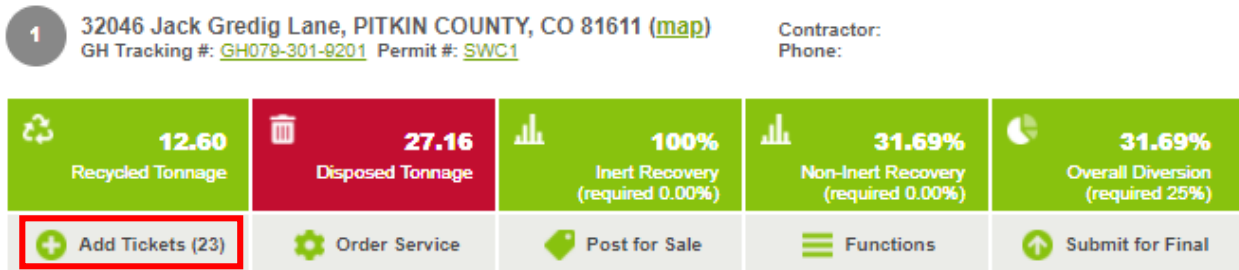 1
32046 Jack Gredig Lane, PITKIN COUNTY, CO 81611 (map)
GH Tracking #: GH079-301-9201 Permit #: SWC1
Contractor:
Phone:
12.60
Recycled Tonnage
27.16
Disposed Tonnage
100%
Inert Recovery
(required 0.00%)
31.69%
Non-Inert Recovery
(required 0.00%)
31.69%
Overall Diversion
(required 25%)
Add Tickets (23)
Order Service
Post for Sale
Functions
Submit for Final